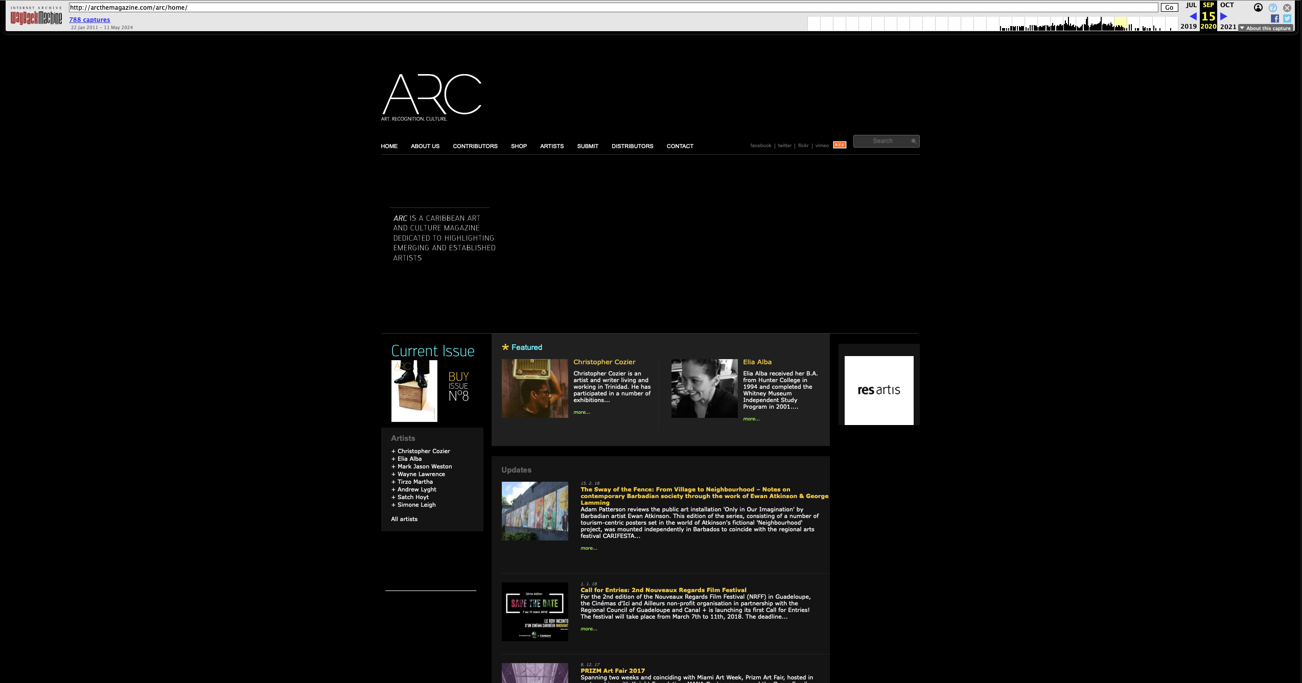 INTERNET ARCHIVE
WayBackMachine
http://arcthemagazine.com/arc/home/
Go
788 captures
22 Jan 2011 – 11 May 2024
JUL SEP OCT
15
2019 2020 2021
About this capture
ARC
ART. RECOGNITION. CULTURE.
HOME ABOUT US CONTRIBUTORS SHOP ARTISTS SUBMIT DISTRIBUTORS CONTACT
facebook | twitter | flickr | vimeo
Search
ARC IS A CARIBBEAN ART
AND CULTURE MAGAZINE
DEDICATED TO HIGHLIGHTING
EMERGING AND ESTABLISHED
ARTISTS
Current Issue
BUY
ISSUE
Nº8
Artists
+ Christopher Cozier
+ Elia Alba
+ Mark Jason Weston
+ Wayne Lawrence
+ Tirzo Martha
+ Andrew Lyght
+ Satch Hoyt
+ Simone Leigh
All artists
* Featured
Christopher Cozier
Christopher Cozier is an
artist and writer living and
working in Trinidad. He has
participated in a number of
exhibitions...
more...
Elia Alba
Elia Alba received her B.A.
from Hunter College in
1994 and completed the
Whitney Museum
Independent Study
Program in 2001....
more...
res artis
Updates
15. 2. 18
The Sway of the Fence: From Village to Neighbourhood – Notes on
contemporary Barbadian society through the work of Ewan Atkinson & George
Lamming
Adam Patterson reviews the public art installation 'Only in Our Imagination' by
Barbadian artist Ewan Atkinson. This edition of the series, consisting of a number of
tourism-centric posters set in the world of Atkinson's fictional 'Neighbourhood'
project, was mounted independently in Barbados to coincide with the regional arts
festival CARIFESTA...
more...
SAVE THE DATE
1. 2. 18
Call for Entries: 2nd Nouveaux Regards Film Festival
For the 2nd edition of the Nouveaux Regards Film Festival (NRFF) in Guadeloupe,
the Cinémas d'Ici and Ailleurs non-profit organisation in partnership with the
Regional Council of Guadeloupe and Canal + is launching its first Call for Entries!
The festival will take place from March 7th to 11th, 2018. The deadline...
more...
8. 12. 17
PRIZM Art Fair 2017
Spanning two weeks and coinciding with Miami Art Week, Prizm Art Fair, hosted in